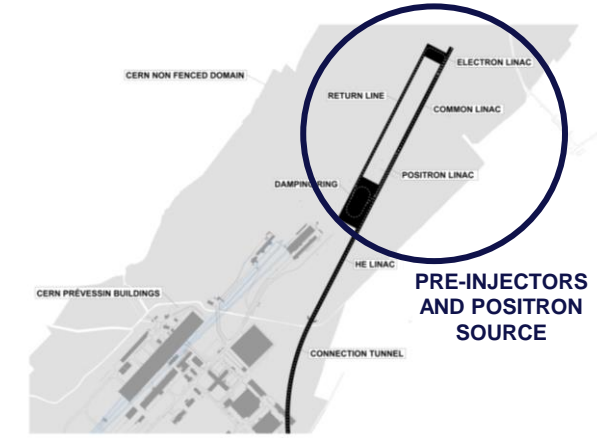 ELECTRON LINAC
CERN NON FENCED DOMAIN
RETURN LINE
COMMON LINAC
POSITRON LINAC
DAMPING RING
HE LINAC
PRE-INJECTORS
AND POSITRON
SOURCE
CERN PRÉVESSIN BUILDINGS
CONNECTION TUNNEL